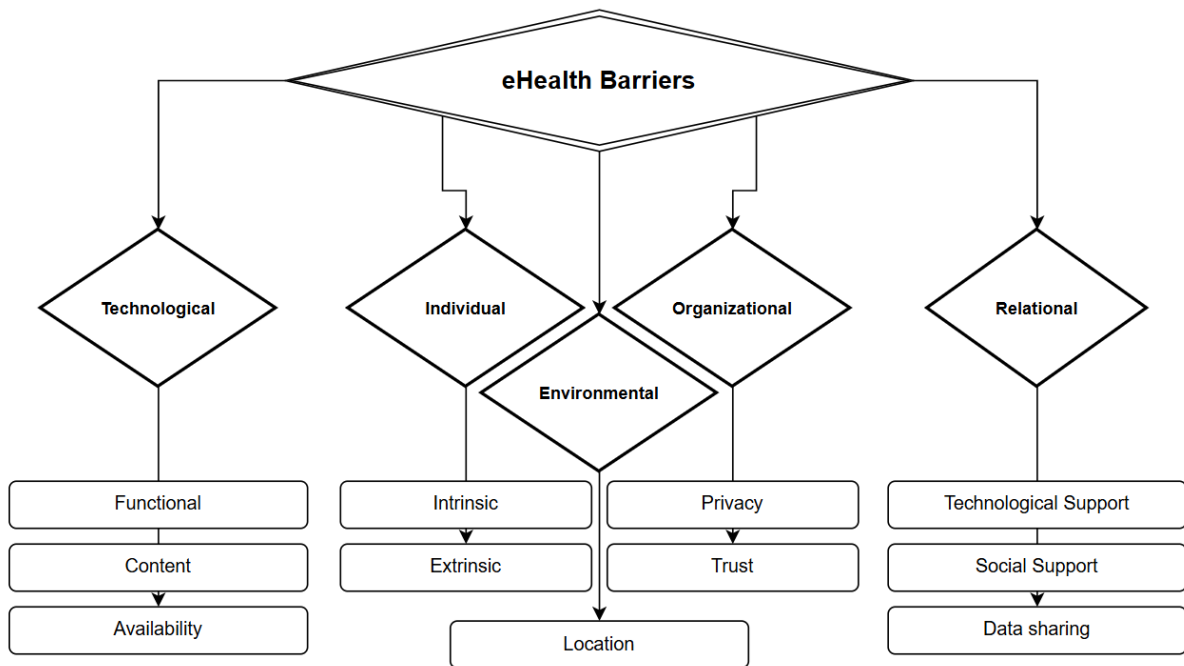 eHealth Barriers
Technological
Individual
Organizational
Relational
Environmental
Functional
Intrinsic
Privacy
Technological Support
Content
Extrinsic
Trust
Social Support
Availability
Location
Data sharing